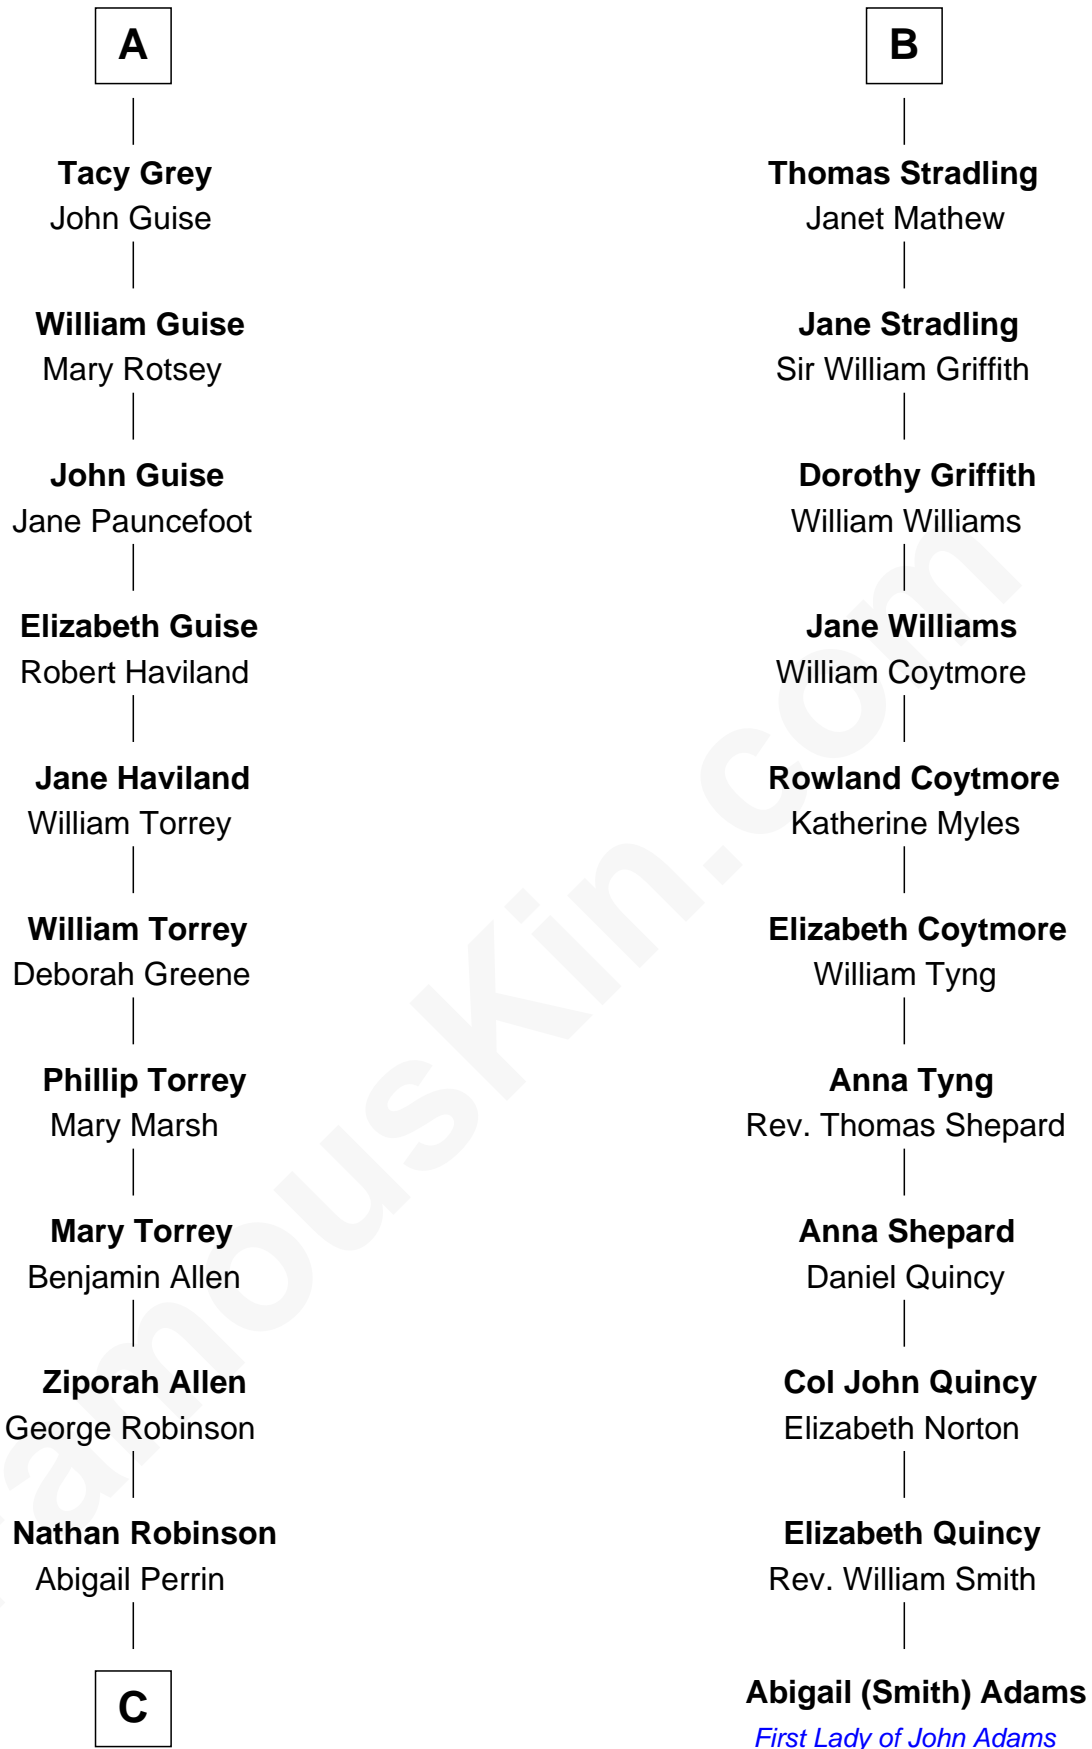 A
Tacy Grey
John Guise
William Guise
Mary Rotsey
John Guise
Jane Pauncefoot
Elizabeth Guise
Robert Haviland
Jane Haviland
William Torrey
William Torrey
Deborah Greene
Phillip Torrey
Mary Marsh
Mary Torrey
Benjamin Allen
Ziporah Allen
George Robinson
Nathan Robinson
Abigail Perrin
C
B
Thomas Stradling
Janet Mathew
Jane Stradling
Sir William Griffith
Dorothy Griffith
William Williams
Jane Williams
William Coytmore
Rowland Coytmore
Katherine Myles
Elizabeth Coytmore
William Tyng
Anna Tyng
Rev. Thomas Shepard
Anna Shepard
Daniel Quincy
Col John Quincy
Elizabeth Norton
Elizabeth Quincy
Rev. William Smith
Abigail (Smith) Adams
First Lady of John Adams
FamousKin.com